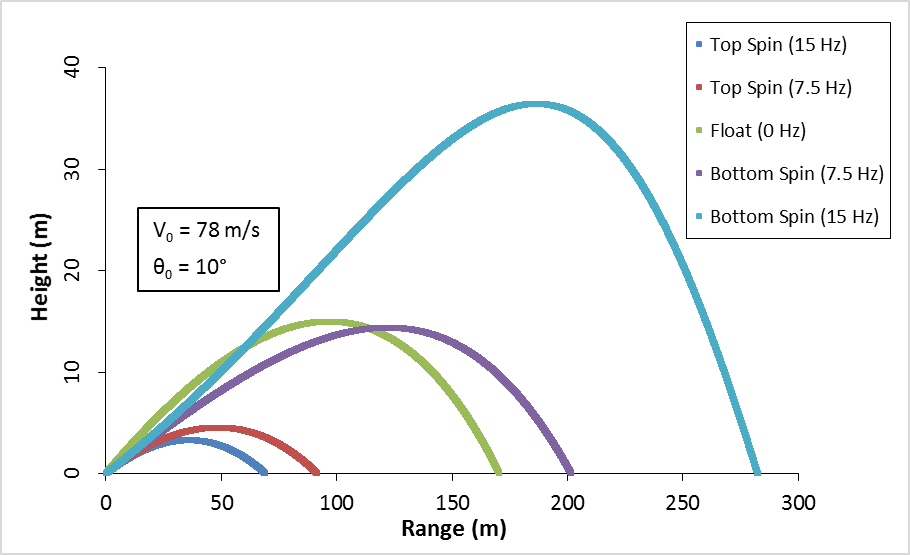 Top Spin (15 Hz)
Top Spin (7.5 Hz)
Float (0 Hz)
Bottom Spin (7.5 Hz)
Bottom Spin (15 Hz)
40
30
20
10
0
Height (m)
V₀ = 78 m/s
θ₀ = 10°
0 50 100 150 200 250 300
Range (m)